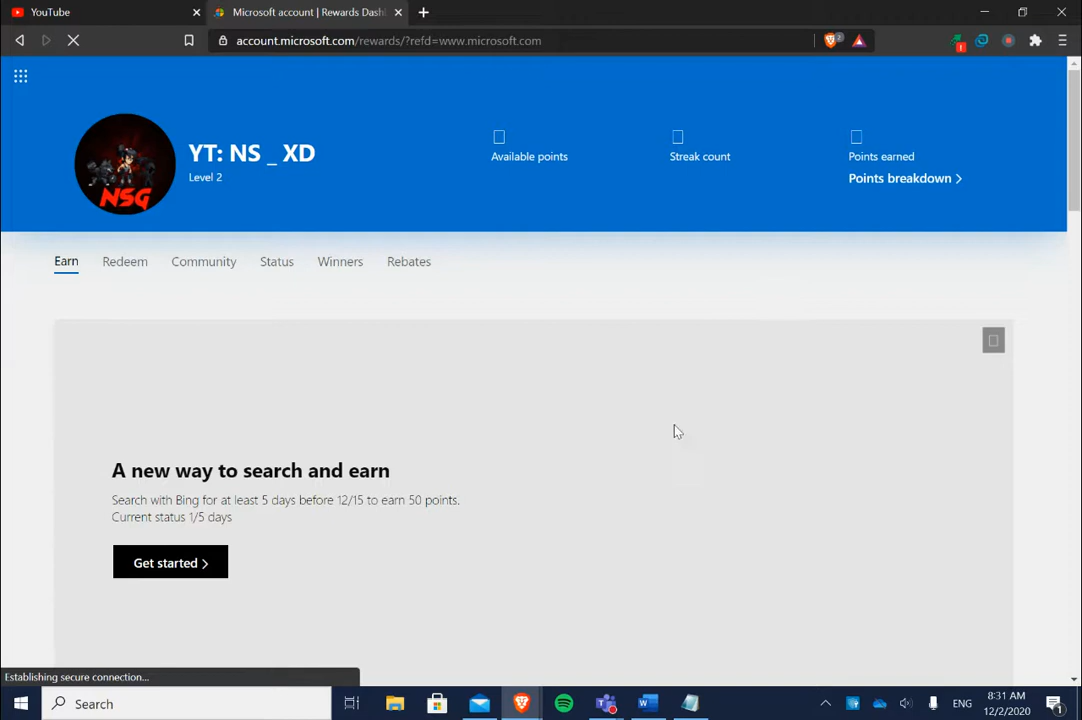 YouTube
Microsoft account | Rewards Dash
account.microsoft.com/rewards/?refd=www.microsoft.com
2
NSG
YT: NS _ XD
Level 2
Available points
Streak count
Points earned
Points breakdown >
Earn
Redeem
Community
Status
Winners
Rebates
A new way to search and earn
Search with Bing for at least 5 days before 12/15 to earn 50 points.
Current status 1/5 days
Get started >
Establishing secure connection...
Search
ENG
8:31 AM
12/2/2020
1